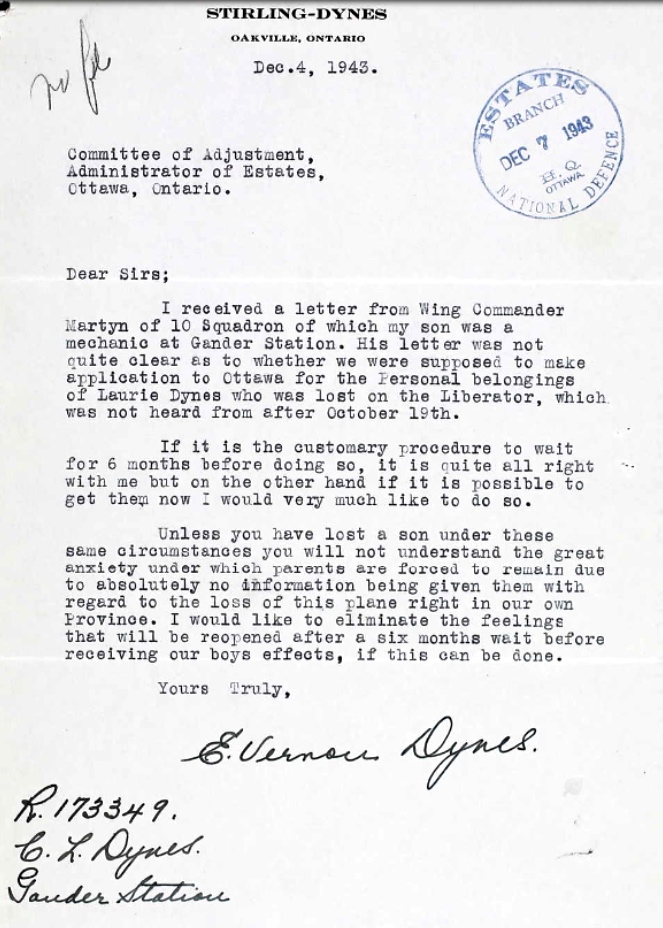 STIRLING-DYNES
OAKVILLE, ONTARIO
Dec.4, 1943.
no file
ESTATES
BRANCH
DEC 7 1943
H.Q.
OTTAWA
NATIONAL DEFENCE
Committee of Adjustment,
Administrator of Estates,
Ottawa, Ontario.
Dear Sirs;
I received a letter from Wing Commander
Martyn of 10 Squadron of which my son was a
mechanic at Gander Station. His letter was not
quite clear as to whether we were supposed to make
application to Ottawa for the Personal belongings
of Laurie Dynes who was lost on the Liberator, which
was not heard from after October 19th.
If it is the customary procedure to wait
for 6 months before doing so, it is quite all right
with me but on the other hand if it is possible to
get them now I would very much like to do so.
Unless you have lost a son under these
same circumstances you will not understand the great
anxiety under which parents are forced to remain due
to absolutely no information being given them with
regard to the loss of this plane right in our own
Province. I would like to eliminate the feelings
that will be reopened after a six months wait before
receiving our boys effects, if this can be done.
Yours Truly,
E. Vernon Dynes.
R.173349.
C. L. Dynes.
Gander Station